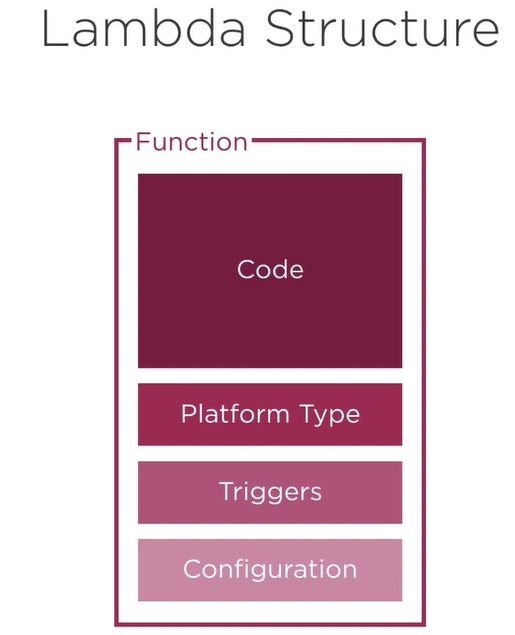 Lambda Structure
Function
Code
Platform Type
Triggers
Configuration